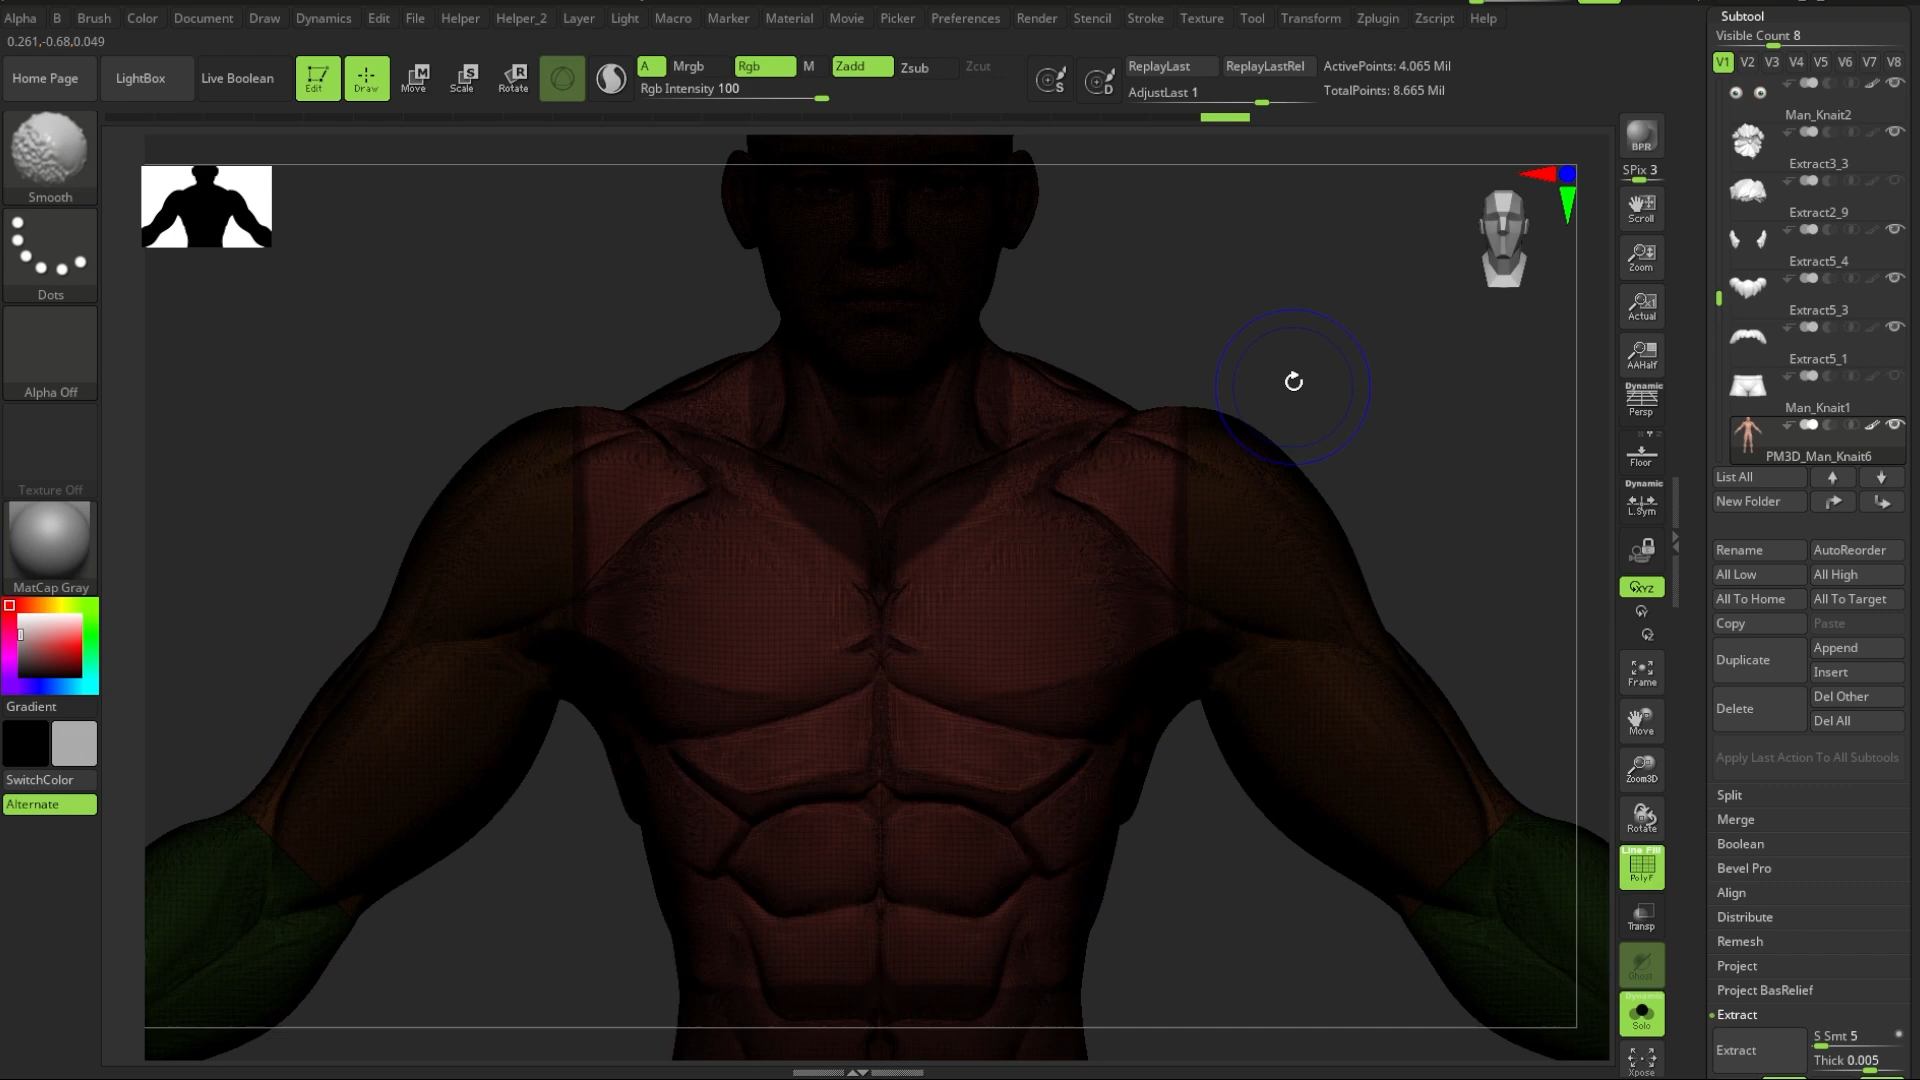 Alpha B Brush Color Document Draw Dynamics Edit File Helper Helper_2 Layer Light Macro Marker Material Movie Picker Preferences Render Stencil Stroke Texture Tool Transform Zplugin Zscript Help
0.261,-0.68,0.049
Home Page
LightBox
Live Boolean
Edit
Draw
M
Move
S
Scale
R
Rotate
A
Mrgb
Rgb
M
Zadd
Zsub
Zcut
Rgb Intensity 100
S
D
ReplayLast
ReplayLastRel
AdjustLast 1
ActivePoints: 4.065 Mil
TotalPoints: 8.665 Mil
Smooth
Dots
Alpha Off
Texture Off
MatCap Gray
Gradient
SwitchColor
Alternate
BPR
SPix 3
Scroll
Zoom
Actual
AAHalf
Dynamic
Persp
Floor
Dynamic
L.Sym
XYZ
Frame
Move
Zoom3D
Rotate
Line Fill
PolyF
Transp
Ghost
Dynamic
Solo
Xpose
Subtool
Visible Count 8
V1 V2 V3 V4 V5 V6 V7 V8
Man_Knait2
Extract3_3
Extract2_9
Extract5_4
Extract5_3
Extract5_1
Man_Knait1
PM3D_Man_Knait6
List All
New Folder
Rename
AutoReorder
All Low
All High
All To Home
All To Target
Copy
Paste
Duplicate
Append
Insert
Delete
Del Other
Del All
Apply Last Action To All Subtools
Split
Merge
Boolean
Bevel Pro
Align
Distribute
Remesh
Project
Project BasRelief
Extract
Extract
S Smt 5
Thick 0.005